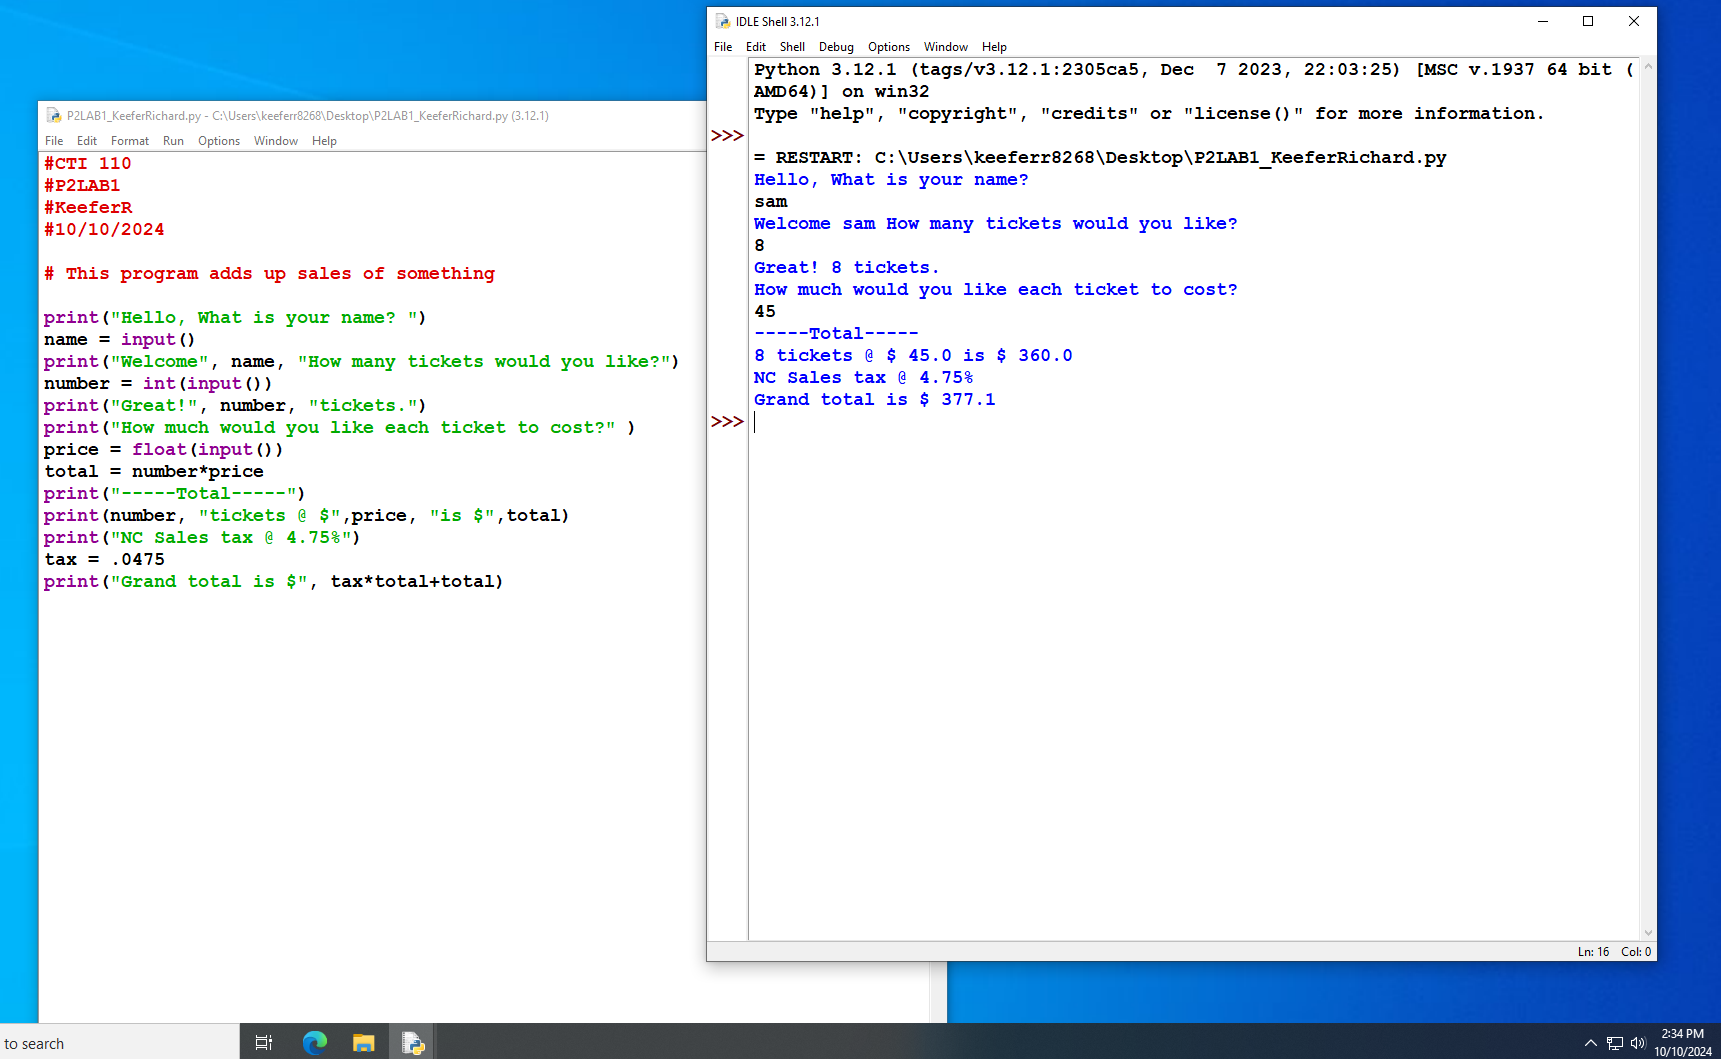 P2LAB1_KeeferRichard.py - C:\Users\keeferr8268\Desktop\P2LAB1_KeeferRichard.py (3.12.1)
File Edit Format Run Options Window Help
#CTI 110
#P2LAB1
#KeeferR
#10/10/2024
# This program adds up sales of something
print("Hello, What is your name? ")
name = input()
print("Welcome", name, "How many tickets would you like?")
number = int(input())
print("Great!", number, "tickets.")
print("How much would you like each ticket to cost?" )
price = float(input())
total = number*price
print("-----Total-----")
print(number, "tickets @ $",price, "is $",total)
print("NC Sales tax @ 4.75%")
tax = .0475
print("Grand total is $", tax*total+total)
IDLE Shell 3.12.1
File Edit Shell Debug Options Window Help
Python 3.12.1 (tags/v3.12.1:2305ca5, Dec  7 2023, 22:03:25) [MSC v.1937 64 bit (
AMD64)] on win32
Type "help", "copyright", "credits" or "license()" for more information.
>>>
= RESTART: C:\Users\keeferr8268\Desktop\P2LAB1_KeeferRichard.py
Hello, What is your name?
sam
Welcome sam How many tickets would you like?
8
Great! 8 tickets.
How much would you like each ticket to cost?
45
-----Total-----
8 tickets @ $ 45.0 is $ 360.0
NC Sales tax @ 4.75%
Grand total is $ 377.1
>>>
Ln: 16 Col: 0
to search
2:34 PM
10/10/2024